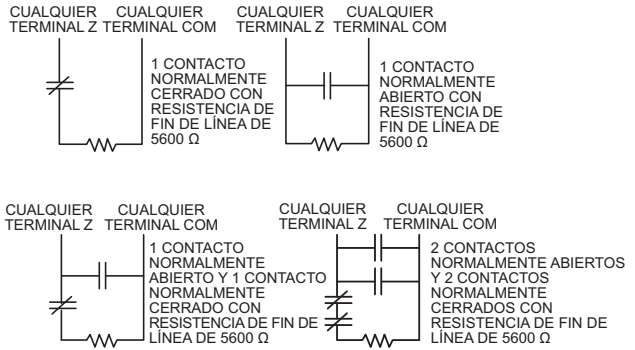 CUALQUIER
TERMINAL Z
CUALQUIER
TERMINAL COM
1 CONTACTO
NORMALMENTE
CERRADO CON
RESISTENCIA DE
FIN DE LÍNEA DE
5600 Ω
CUALQUIER
TERMINAL Z
CUALQUIER
TERMINAL COM
1 CONTACTO
NORMALMENTE
ABIERTO CON
RESISTENCIA DE
FIN DE LÍNEA DE
5600 Ω
CUALQUIER
TERMINAL Z
CUALQUIER
TERMINAL COM
1 CONTACTO
NORMALMENTE
ABIERTO Y 1 CONTACTO
NORMALMENTE
CERRADO CON
RESISTENCIA DE FIN DE
LÍNEA DE 5600 Ω
CUALQUIER
TERMINAL Z
CUALQUIER
TERMINAL COM
2 CONTACTOS
NORMALMENTE ABIERTOS
Y 2 CONTACTOS
NORMALMENTE
CERRADOS CON
RESISTENCIA DE FIN DE
LÍNEA DE 5600 Ω